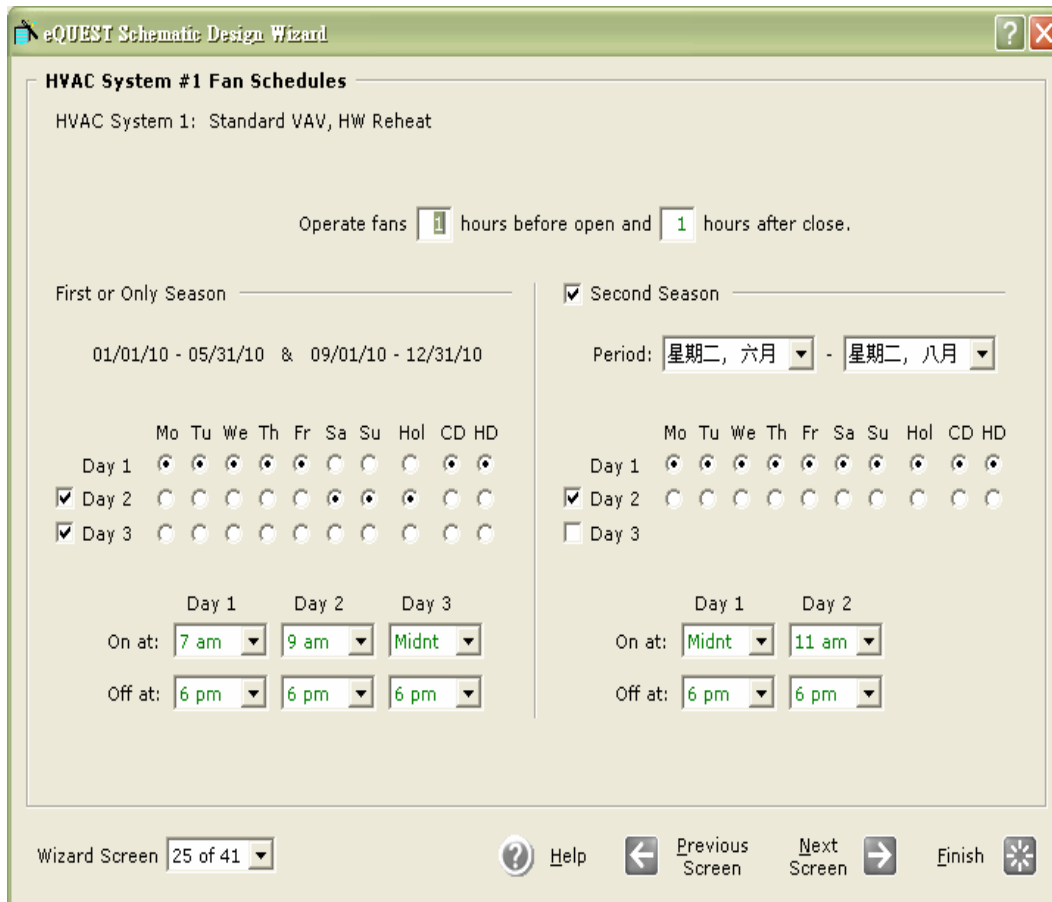 eQUEST Schematic Design Wizard
HVAC System #1 Fan Schedules
HVAC System 1: Standard VAV, HW Reheat
Operate fans 1 hours before open and 1 hours after close.
First or Only Season
01/01/10 - 05/31/10 & 09/01/10 - 12/31/10
Mo Tu We Th Fr Sa Su Hol CD HD
Day 1
Day 2
Day 3
Day 1 Day 2 Day 3
On at: 7 am 9 am Midnt
Off at: 6 pm 6 pm 6 pm
Second Season
Period: 星期二, 六月 - 星期二, 八月
Mo Tu We Th Fr Sa Su Hol CD HD
Day 1
Day 2
Day 3
Day 1 Day 2
On at: Midnt 11 am
Off at: 6 pm 6 pm
Wizard Screen 25 of 41
Help
Previous
Screen
Next
Screen
Finish